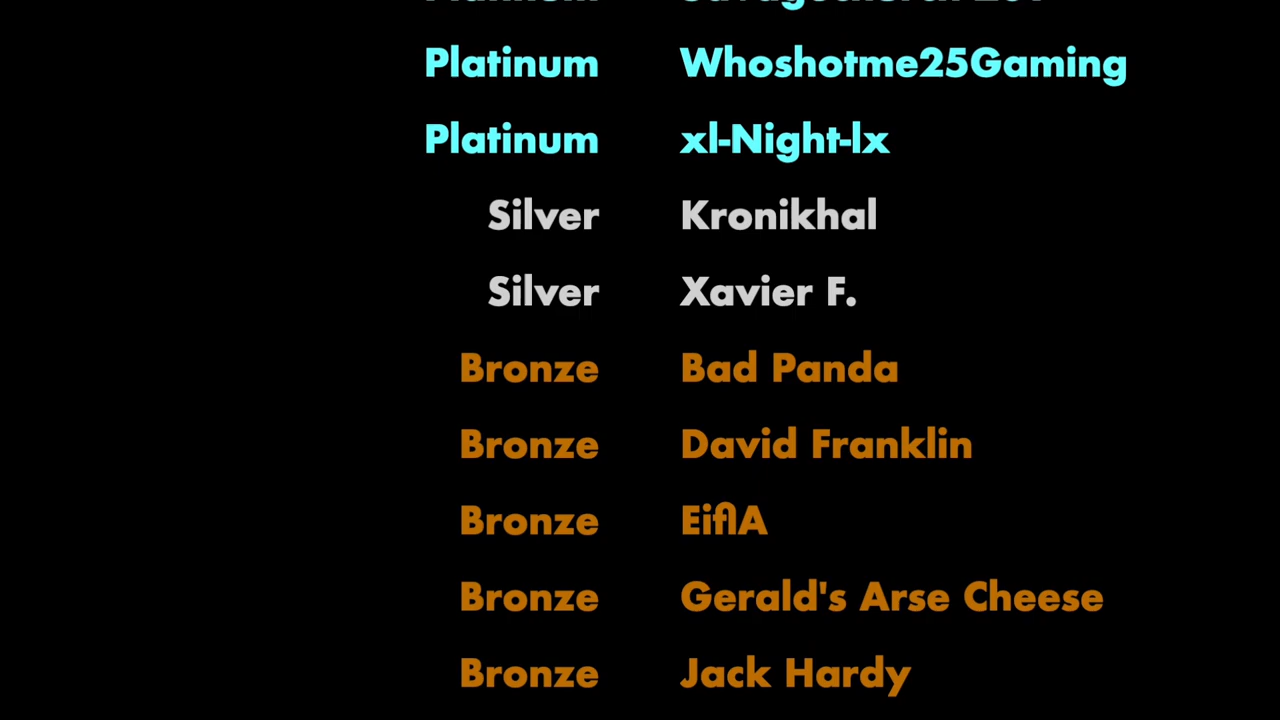 Platinum Whoshotme25Gaming
Platinum xl-Night-lx
Silver Kronikhal
Silver Xavier F.
Bronze Bad Panda
Bronze David Franklin
Bronze EiflA
Bronze Gerald's Arse Cheese
Bronze Jack Hardy